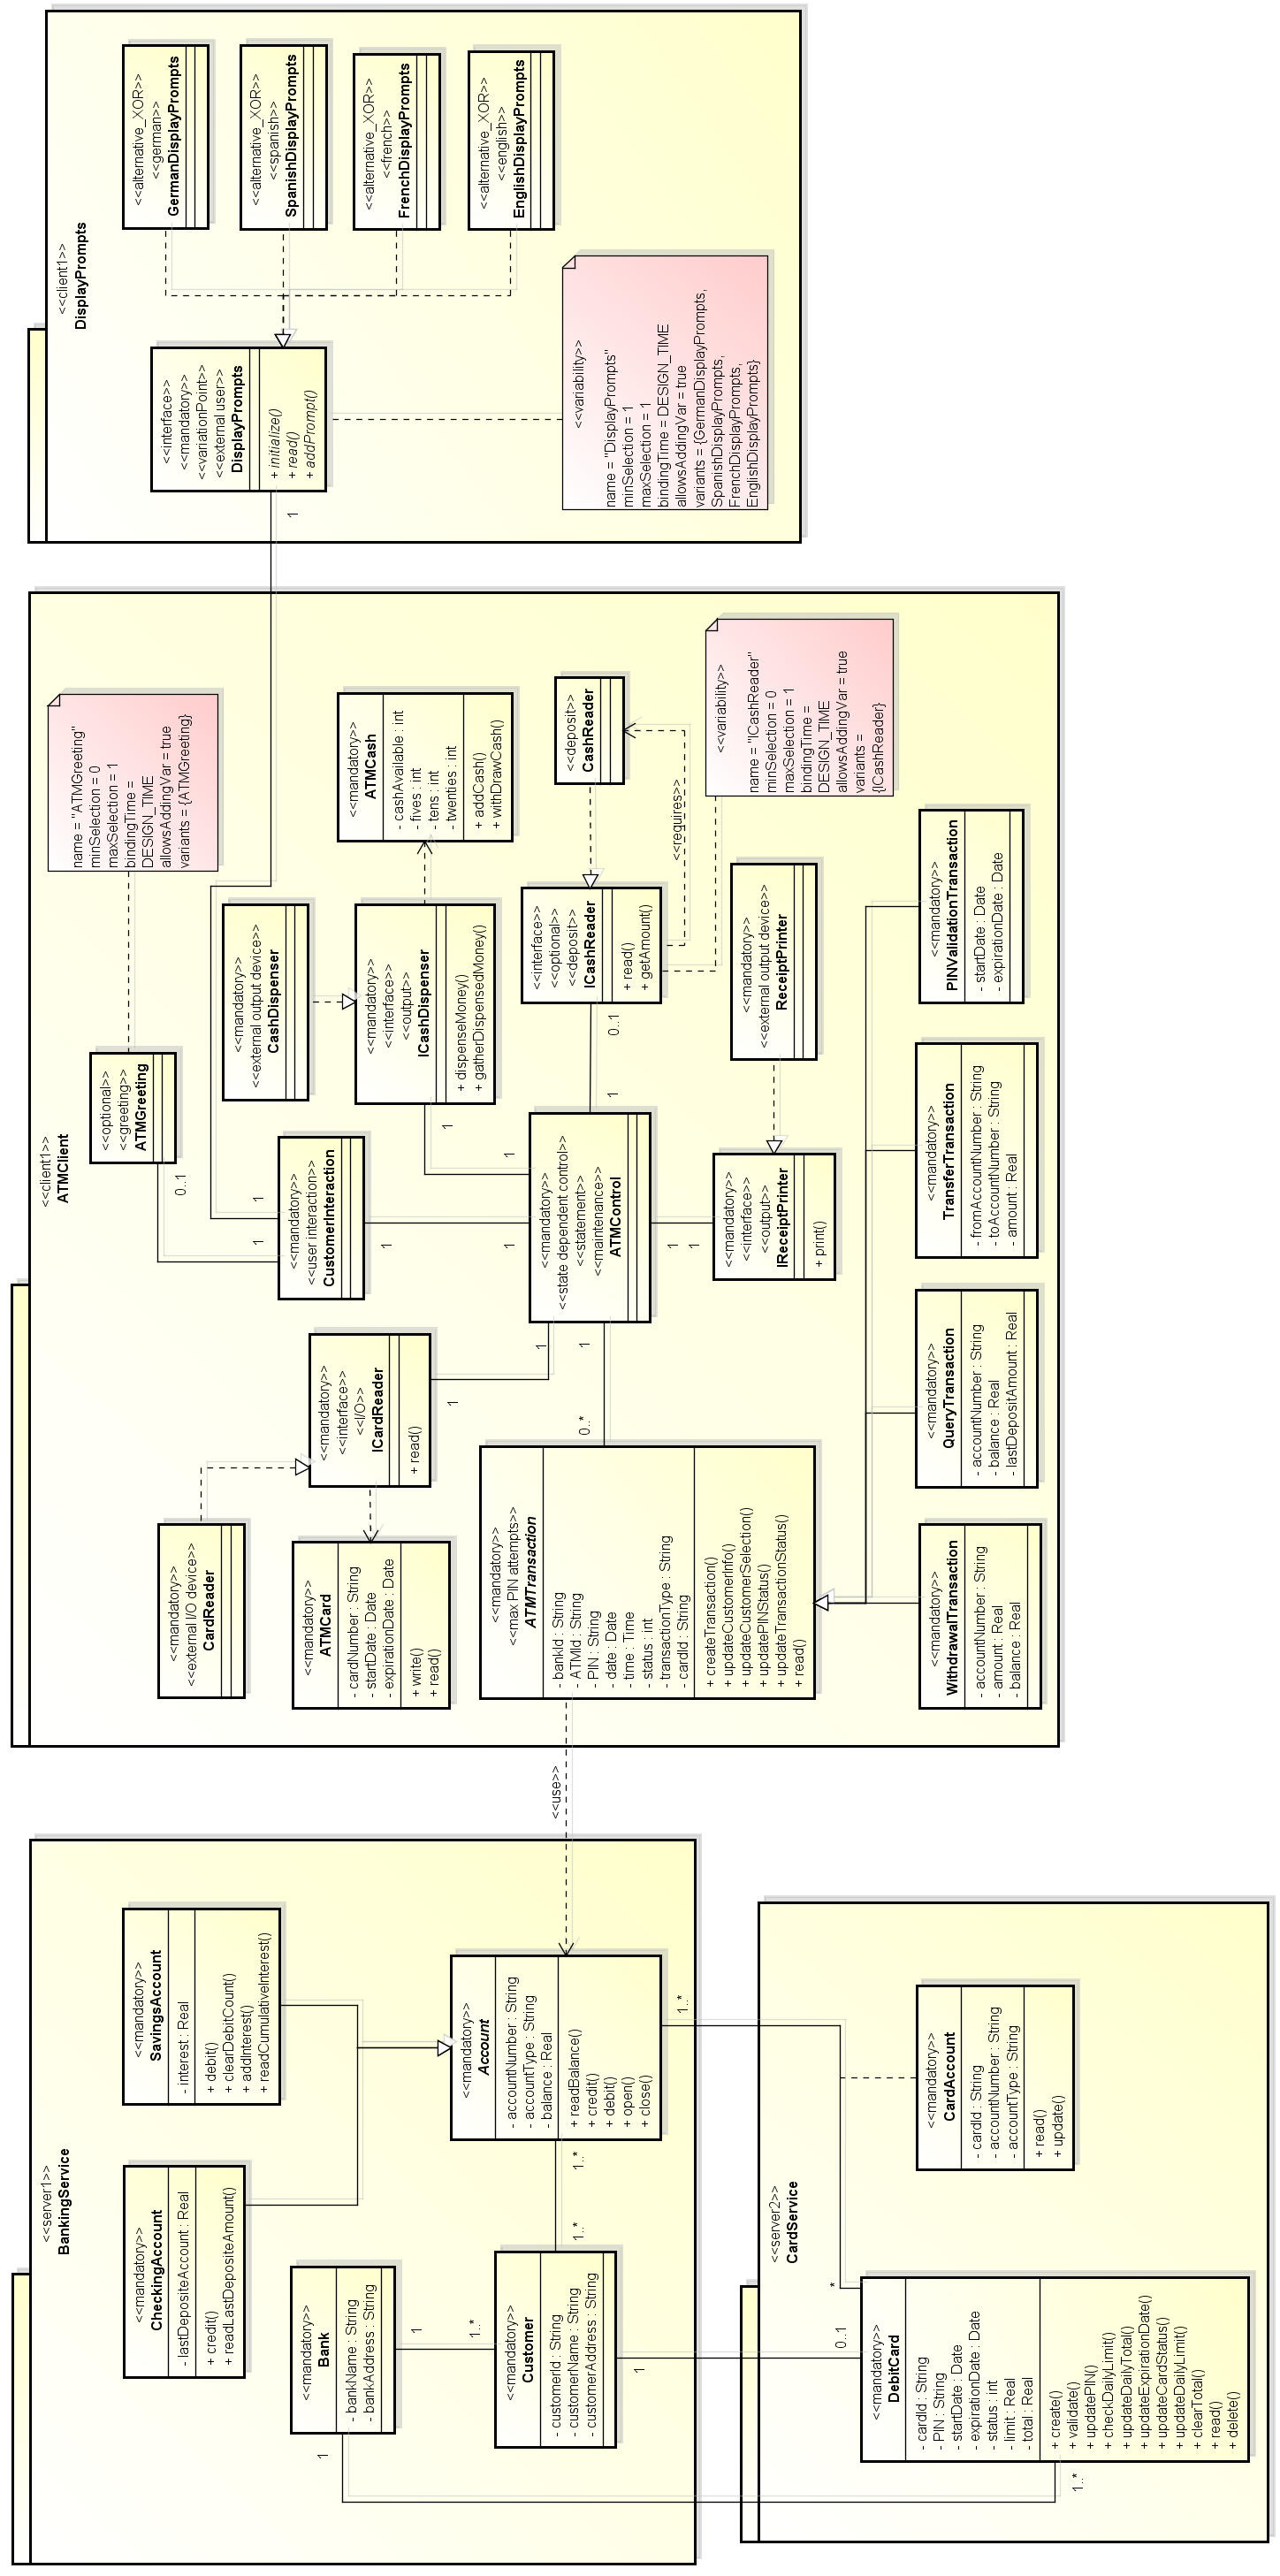 <<server1>>
BankingService
<<mandatory>>
CheckingAccount
- lastDepositeAccount : Real
+ credit()
+ readLastDepositeAmount()
<<mandatory>>
SavingsAccount
- interest : Real
+ debit()
+ clearDebitCount()
+ addInterest()
+ readCumulativeInterest()
<<mandatory>>
Bank
- bankName : String
- bankAddress : String
1
1
1..*
<<mandatory>>
Customer
- customerId : String
- customerName : String
- customerAddress : String
1..*
1..*
1
<<mandatory>>
Account
- accountNumber : String
- accountType : String
- balance : Real
+ readBalance()
+ credit()
+ debit()
+ open()
+ close()
1..*
<<use>>
<<server2>>
CardService
0..1
*
1..*
<<mandatory>>
DebitCard
- cardId : String
- PIN : String
- startDate : Date
- expirationDate : Date
- status : int
- limit : Real
- total : Real
+ create()
+ validate()
+ updatePIN()
+ checkDailyLimit()
+ updateDailyTotal()
+ updateExpirationDate()
+ updateCardStatus()
+ updateDailyLimit()
+ clearTotal()
+ read()
+ delete()
<<mandatory>>
CardAccount
- cardId : String
- accountNumber : String
- accountType : String
+ read()
+ update()
<<client1>>
ATMClient
<<mandatory>>
<<external I/O device>>
CardReader
<<mandatory>>
ATMCard
- cardNumber : String
- startDate : Date
- expirationDate : Date
+ write()
+ read()
<<mandatory>>
<<interface>>
<<I/O>>
ICardReader
+ read()
1
1
<<mandatory>>
<<max PIN attempts>>
ATMTransaction
- bankId : String
- ATMId : String
- PIN : String
- date : Date
- time : Time
- status : int
- transactionType : String
- cardId : String
+ createTransaction()
+ updateCustomerInfo()
+ updateCustomerSelection()
+ updatePINStatus()
+ updateTransactionStatus()
+ read()
0..*
1
<<mandatory>>
<<user interaction>>
CustomerInteraction
1
1
1
1
<<optional>>
<<greeting>>
ATMGreeting
0..1
name = "ATMGreeting"
minSelection = 0
maxSelection = 1
bindingTime =
DESIGN_TIME
allowsAddingVar = true
variants = {ATMGreeting}
<<mandatory>>
<<external output device>>
CashDispenser
<<mandatory>>
<<interface>>
<<output>>
ICashDispenser
+ dispenseMoney()
+ gatherDispensedMoney()
1
1
<<mandatory>>
ATMCash
- cashAvailable : int
- fives : int
- tens : int
- twenties : int
+ addCash()
+ withDrawCash()
<<mandatory>>
<<state dependent control>>
<<statement>>
<<maintenance>>
ATMControl
1
0..1
<<interface>>
<<optional>>
<<deposit>>
ICashReader
+ read()
+ getAmount()
<<deposit>>
CashReader
<<requires>>
<<variability>>
name = "ICashReader"
minSelection = 0
maxSelection = 1
bindingTime =
DESIGN_TIME
allowsAddingVar = true
variants =
{ICashReader}
1
1
<<mandatory>>
<<interface>>
<<output>>
IReceiptPrinter
+ print()
<<mandatory>>
<<external output device>>
ReceiptPrinter
<<mandatory>>
WithdrawalTransaction
- accountNumber : String
- amount : Real
- balance : Real
<<mandatory>>
QueryTransaction
- accountNumber : String
- balance : Real
- lastDepositAmount : Real
<<mandatory>>
TransferTransaction
- fromAccountNumber : String
- toAccountNumber : String
- amount : Real
<<mandatory>>
PINValidationTransaction
- startDate : Date
- expirationDate : Date
<<client1>>
DisplayPrompts
<<interface>>
<<mandatory>>
<<variationPoint>>
<<external user>>
DisplayPrompts
+ initialize()
+ read()
+ addPrompt()
1
<<alternative_XOR>>
<<german>>
GermanDisplayPrompts
<<alternative_XOR>>
<<spanish>>
SpanishDisplayPrompts
<<alternative_XOR>>
<<french>>
FrenchDisplayPrompts
<<alternative_XOR>>
<<english>>
EnglishDisplayPrompts
<<variability>>
name = "DisplayPrompts"
minSelection = 1
maxSelection = 1
bindingTime = DESIGN_TIME
allowsAddingVar = true
variants = {GermanDisplayPrompts,
SpanishDisplayPrompts,
FrenchDisplayPrompts,
EnglishDisplayPrompts}